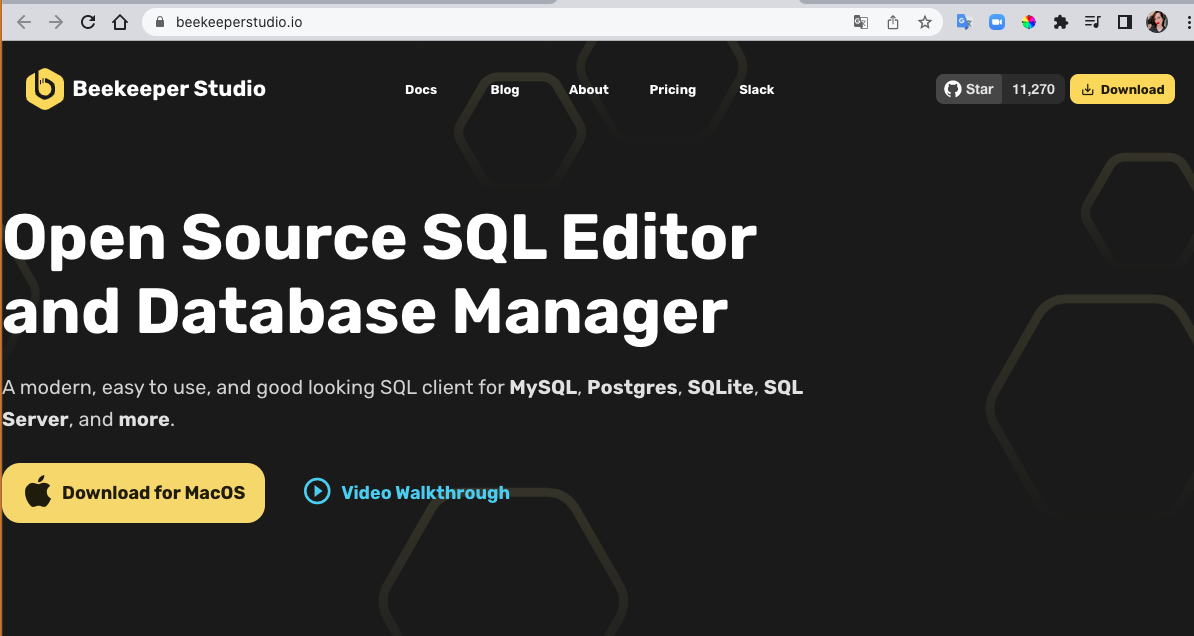 beekeeperstudio.io
Beekeeper Studio
Docs
Blog
About
Pricing
Slack
Star
11,270
Download
Open Source SQL Editor
and Database Manager
A modern, easy to use, and good looking SQL client for MySQL, Postgres, SQLite, SQL
Server, and more.
Download for MacOS
Video Walkthrough